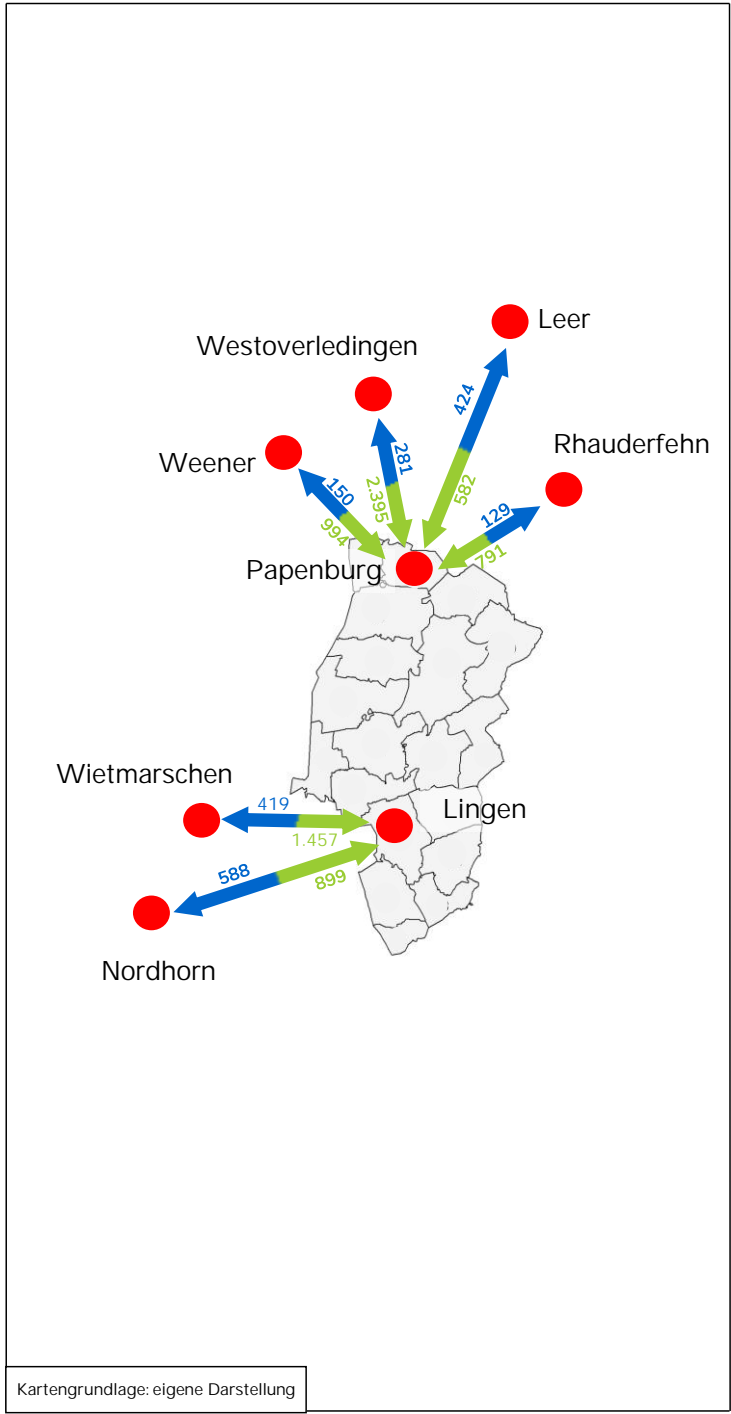 Leer
Westoverledingen
424
Rhauderfehn
Weener
281
150
2.395
582
129
994
791
Papenburg
Wietmarschen
419
Lingen
1.457
588
899
Nordhorn
Kartengrundlage: eigene Darstellung